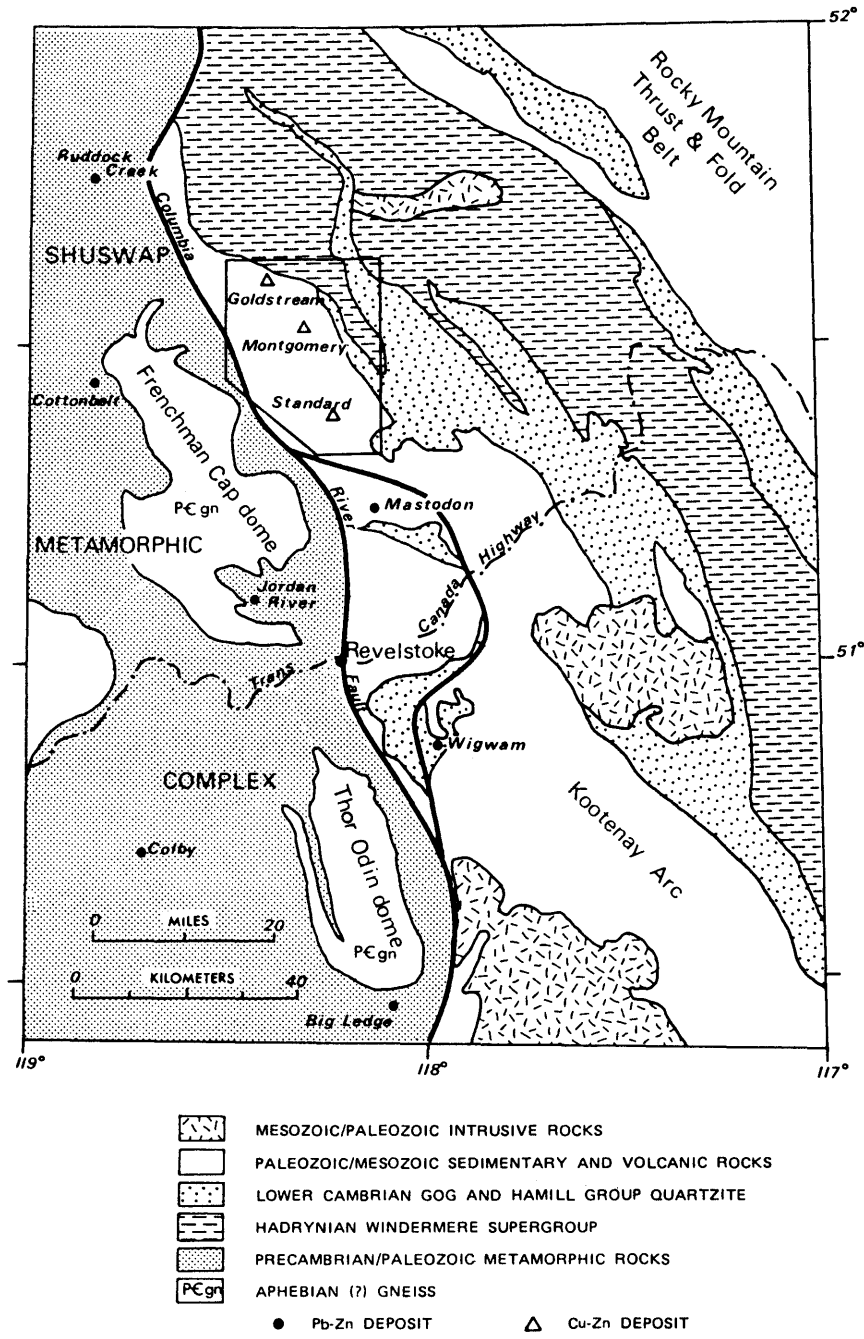 52°
Rocky Mountain
Thrust & Fold
Belt
Ruddock
Creek
Columbia
SHUSWAP
Goldstream
Montgomery
Standard
Cottonbelt
Frenchman Cap dome
P€gn
River
Mastodon
METAMORPHIC
Canada Highway
Jordan
River
Revelstoke
51°
Trans
Fault
Wigwam
COMPLEX
Thor Odin dome
Kootenay Arc
Colby
0 MILES 20
P€gn
0 KILOMETERS 40
Big Ledge
119°
118°
117°
MESOZOIC/PALEOZOIC INTRUSIVE ROCKS
PALEOZOIC/MESOZOIC SEDIMENTARY AND VOLCANIC ROCKS
LOWER CAMBRIAN GOG AND HAMILL GROUP QUARTZITE
HADRYNIAN WINDERMERE SUPERGROUP
PRECAMBRIAN/PALEOZOIC METAMORPHIC ROCKS
P€gn APHEBIAN (?) GNEISS
Pb-Zn DEPOSIT
Cu-Zn DEPOSIT